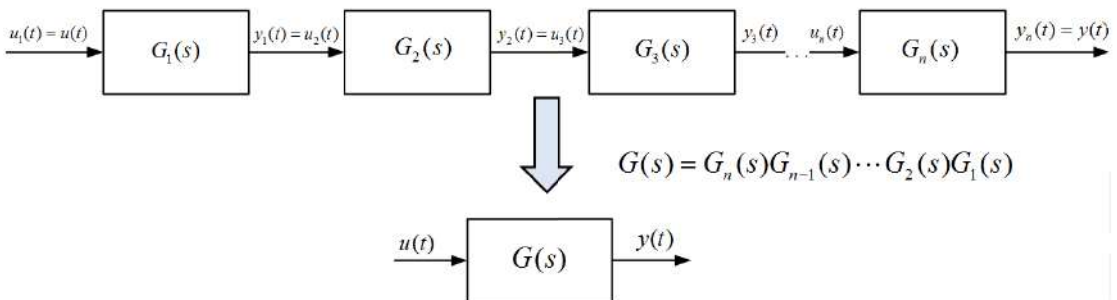 u₁(t) = u(t)
G₁(s)
y₁(t) = u₂(t)
G₂(s)
y₂(t) = u₃(t)
G₃(s)
y₃(t)
...
uₙ(t)
Gₙ(s)
yₙ(t) = y(t)
G(s) = Gₙ(s)Gₙ₋₁(s)⋯G₂(s)G₁(s)
u(t)
G(s)
y(t)